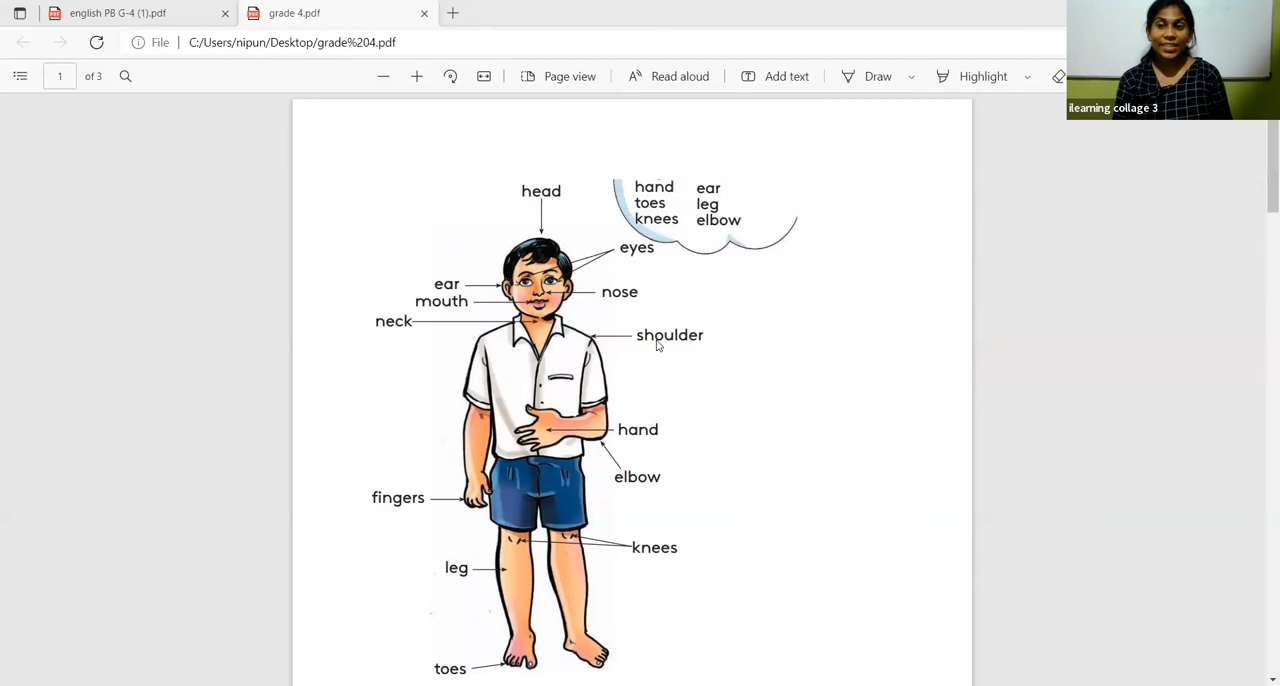 english PB G-4 (1).pdf
grade 4.pdf
File
C:/Users/nipun/Desktop/grade%204.pdf
1 of 3
Page view
Read aloud
Add text
Draw
Highlight
ilearning collage 3
head
hand ear
toes leg
knees elbow
eyes
ear
nose
mouth
neck
shoulder
hand
elbow
fingers
knees
leg
toes